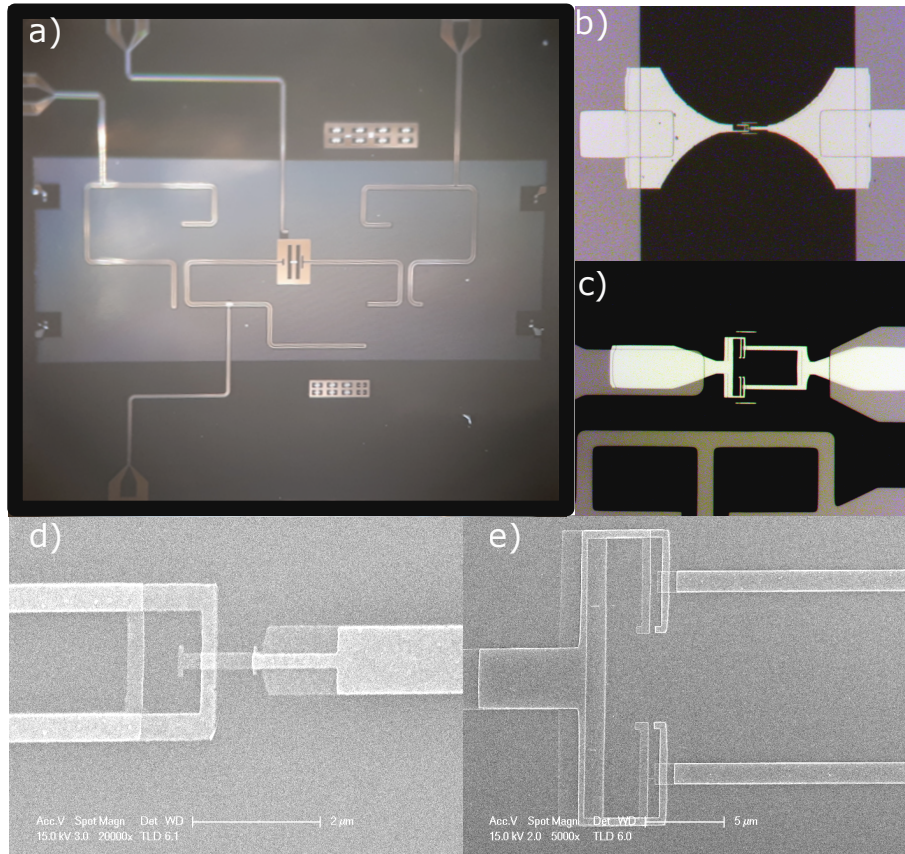 a)
b)
c)
d)
e)
Acc.V Spot Magn Det WD
15.0 kV 3.0 20000x TLD 6.1
2 μm
Acc.V Spot Magn Det WD
15.0 kV 2.0 5000x TLD 6.0
5 μm